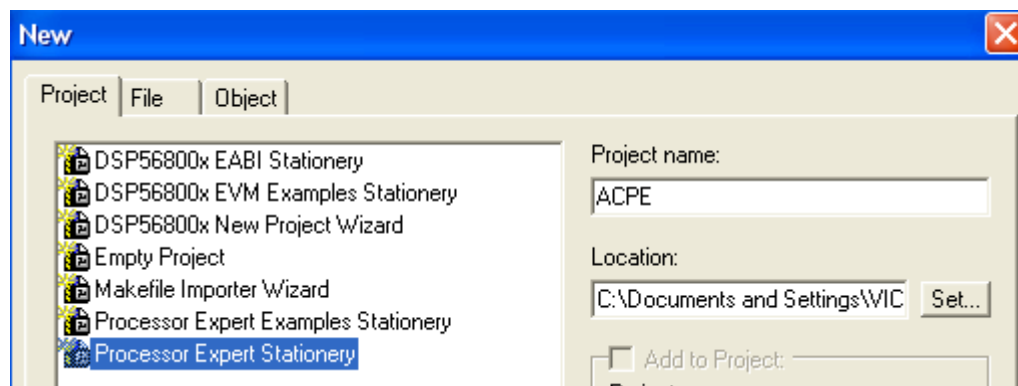 New
Project File Object
DSP56800x EABI Stationery
DSP56800x EVM Examples Stationery
DSP56800x New Project Wizard
Empty Project
Makefile Importer Wizard
Processor Expert Examples Stationery
Processor Expert Stationery
Project name:
ACPE
Location:
C:\Documents and Settings\VIC Set...
Add to Project: